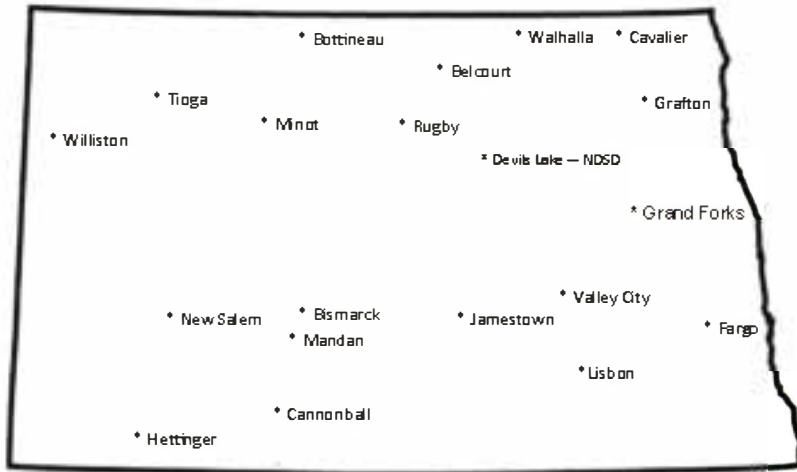 Bottineau
Walhalla
Cavalier
Belcourt
Tioga
Grafton
Minot
Rugby
Williston
Devils Lake — NDSD
Grand Forks
Valley City
New Salem
Bismarck
Jamestown
Fargo
Mandan
Lisbon
Cannonball
Hettinger